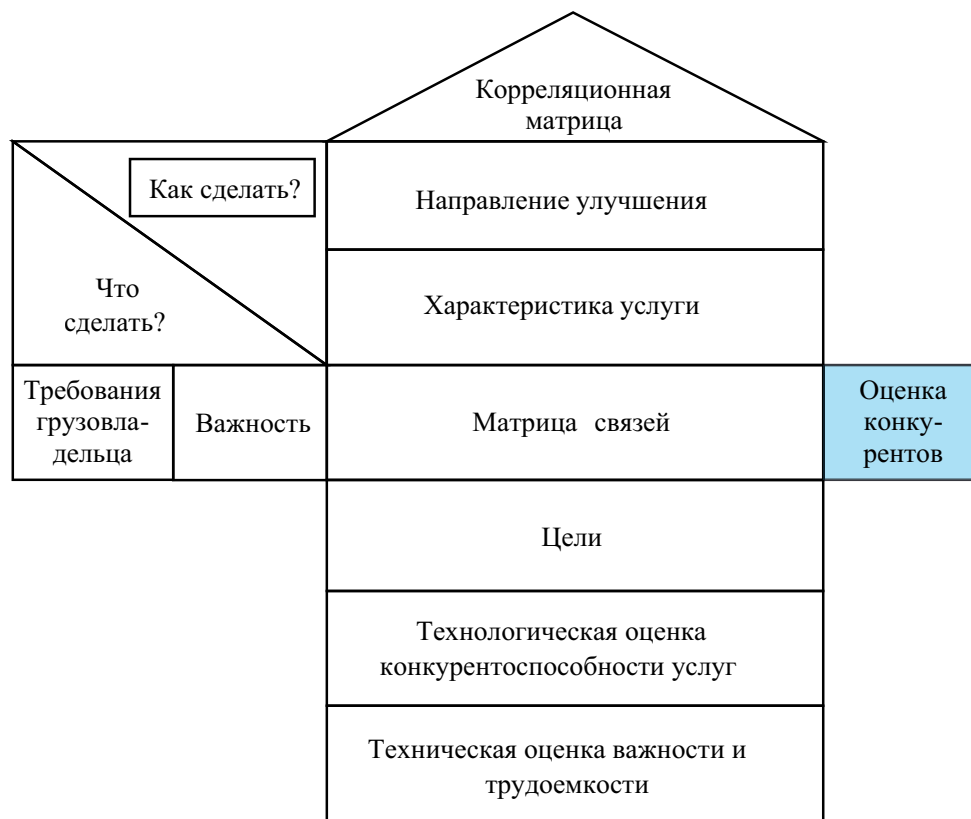 Корреляционная
матрица
Как сделать?
Направление улучшения
Что
сделать?
Характеристика услуги
Требования
грузовла-
дельца
Важность
Матрица связей
Оценка
конку-
рентов
Цели
Технологическая оценка
конкурентоспособности услуг
Техническая оценка важности и
трудоемкости